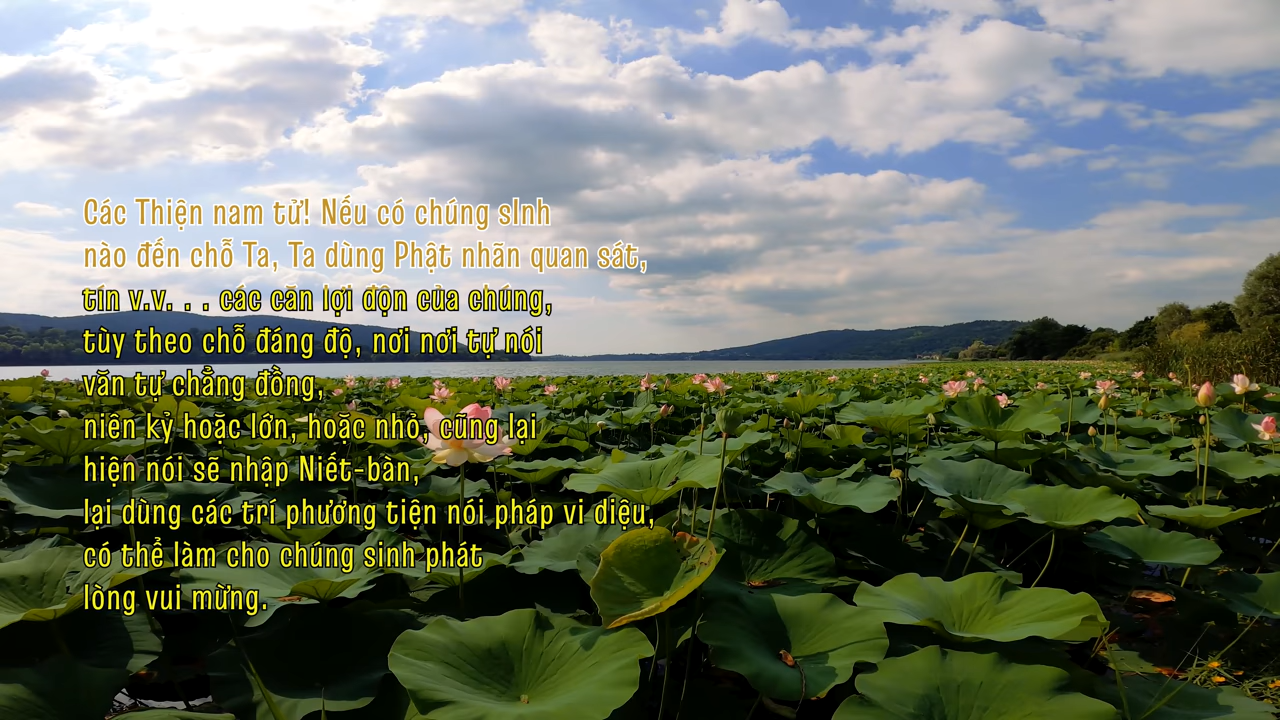 Các Thiện nam tử! Nếu có chúng sInh
nào đến chỗ Ta, Ta dùng Phật nhãn quan sát,
tín v.v. . . các căn lợi độn của chúng,
tùy theo chỗ đáng độ, nơi nơi tự nói
văn tự chẳng đồng,
niên kỷ hoặc lớn, hoặc nhỏ, cũng lại
hiện nói sẽ nhập Niết-bàn,
lại dùng các trí phương tiện nói pháp vi diệu,
có thể làm cho chúng sinh phát
lòng vui mừng.